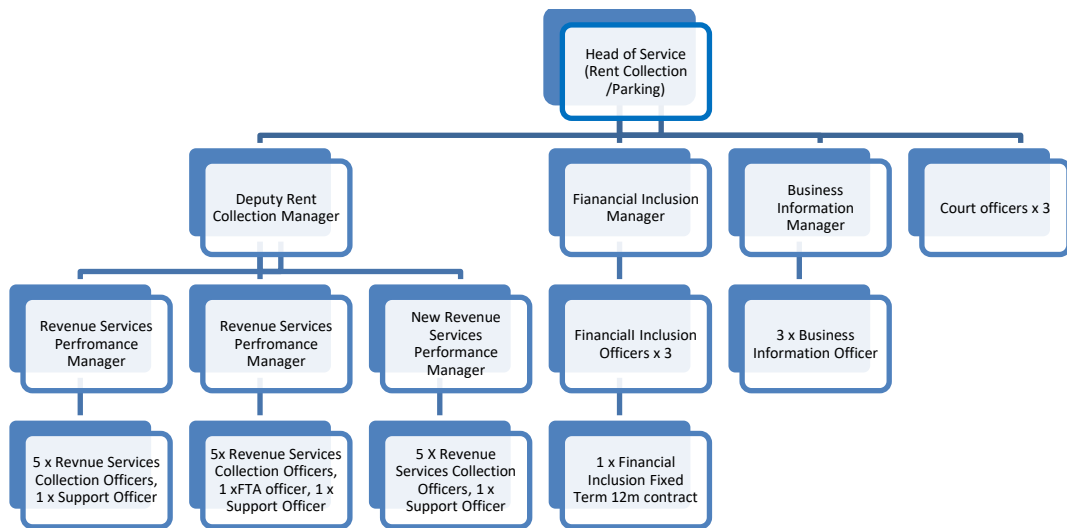 Head of Service
(Rent Collection
/Parking)
Deputy Rent
Collection Manager
Fianancial Inclusion
Manager
Business
Information
Manager
Court officers x 3
Revenue Services
Perfromance
Manager
Revenue Services
Perfromance
Manager
New Revenue
Services
Performance
Manager
FinancialI Inclusion
Officers x 3
3 x Business
Information Officer
5 x Revnue Services
Collection Officers,
1 x Support Officer
5x Revenue Services
Collection Officers,
1 xFTA officer, 1 x
Support Officer
5 X Revenue
Services Collection
Officers, 1 x
Support Officer
1 x Financial
Inclusion Fixed
Term 12m contract